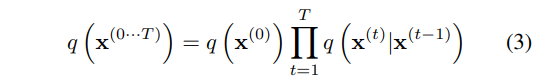 q(x^{(0⋯T)}) = q(x^{(0)}) ∏_{t=1}^{T} q(x^{(t)}|x^{(t−1)}) (3)